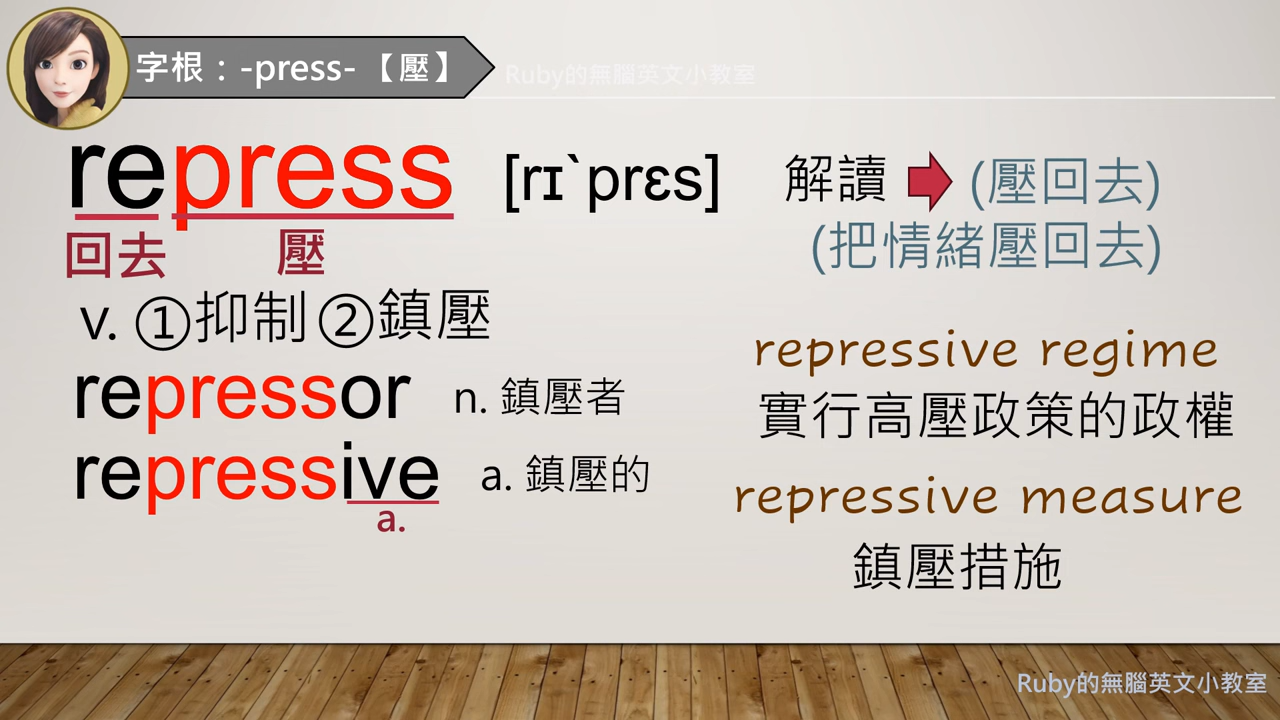 字根：-press- 【壓】
Ruby的無腦英文小教室
repress [rɪˋprɛs] 解讀 (壓回去)
回去 壓 (把情緒壓回去)
v. ①抑制 ②鎮壓
repressor n. 鎮壓者
repressive a. 鎮壓的
a.
repressive regime
實行高壓政策的政權
repressive measure
鎮壓措施
Ruby的無腦英文小教室